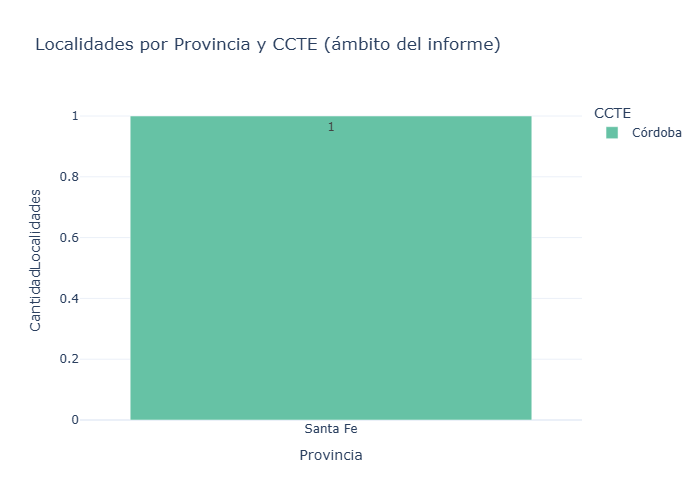 Localidades por Provincia y CCTE (ámbito del informe)
CCTE
Córdoba
1
1
0.8
0.6
0.4
0.2
0
CantidadLocalidades
Santa Fe
Provincia